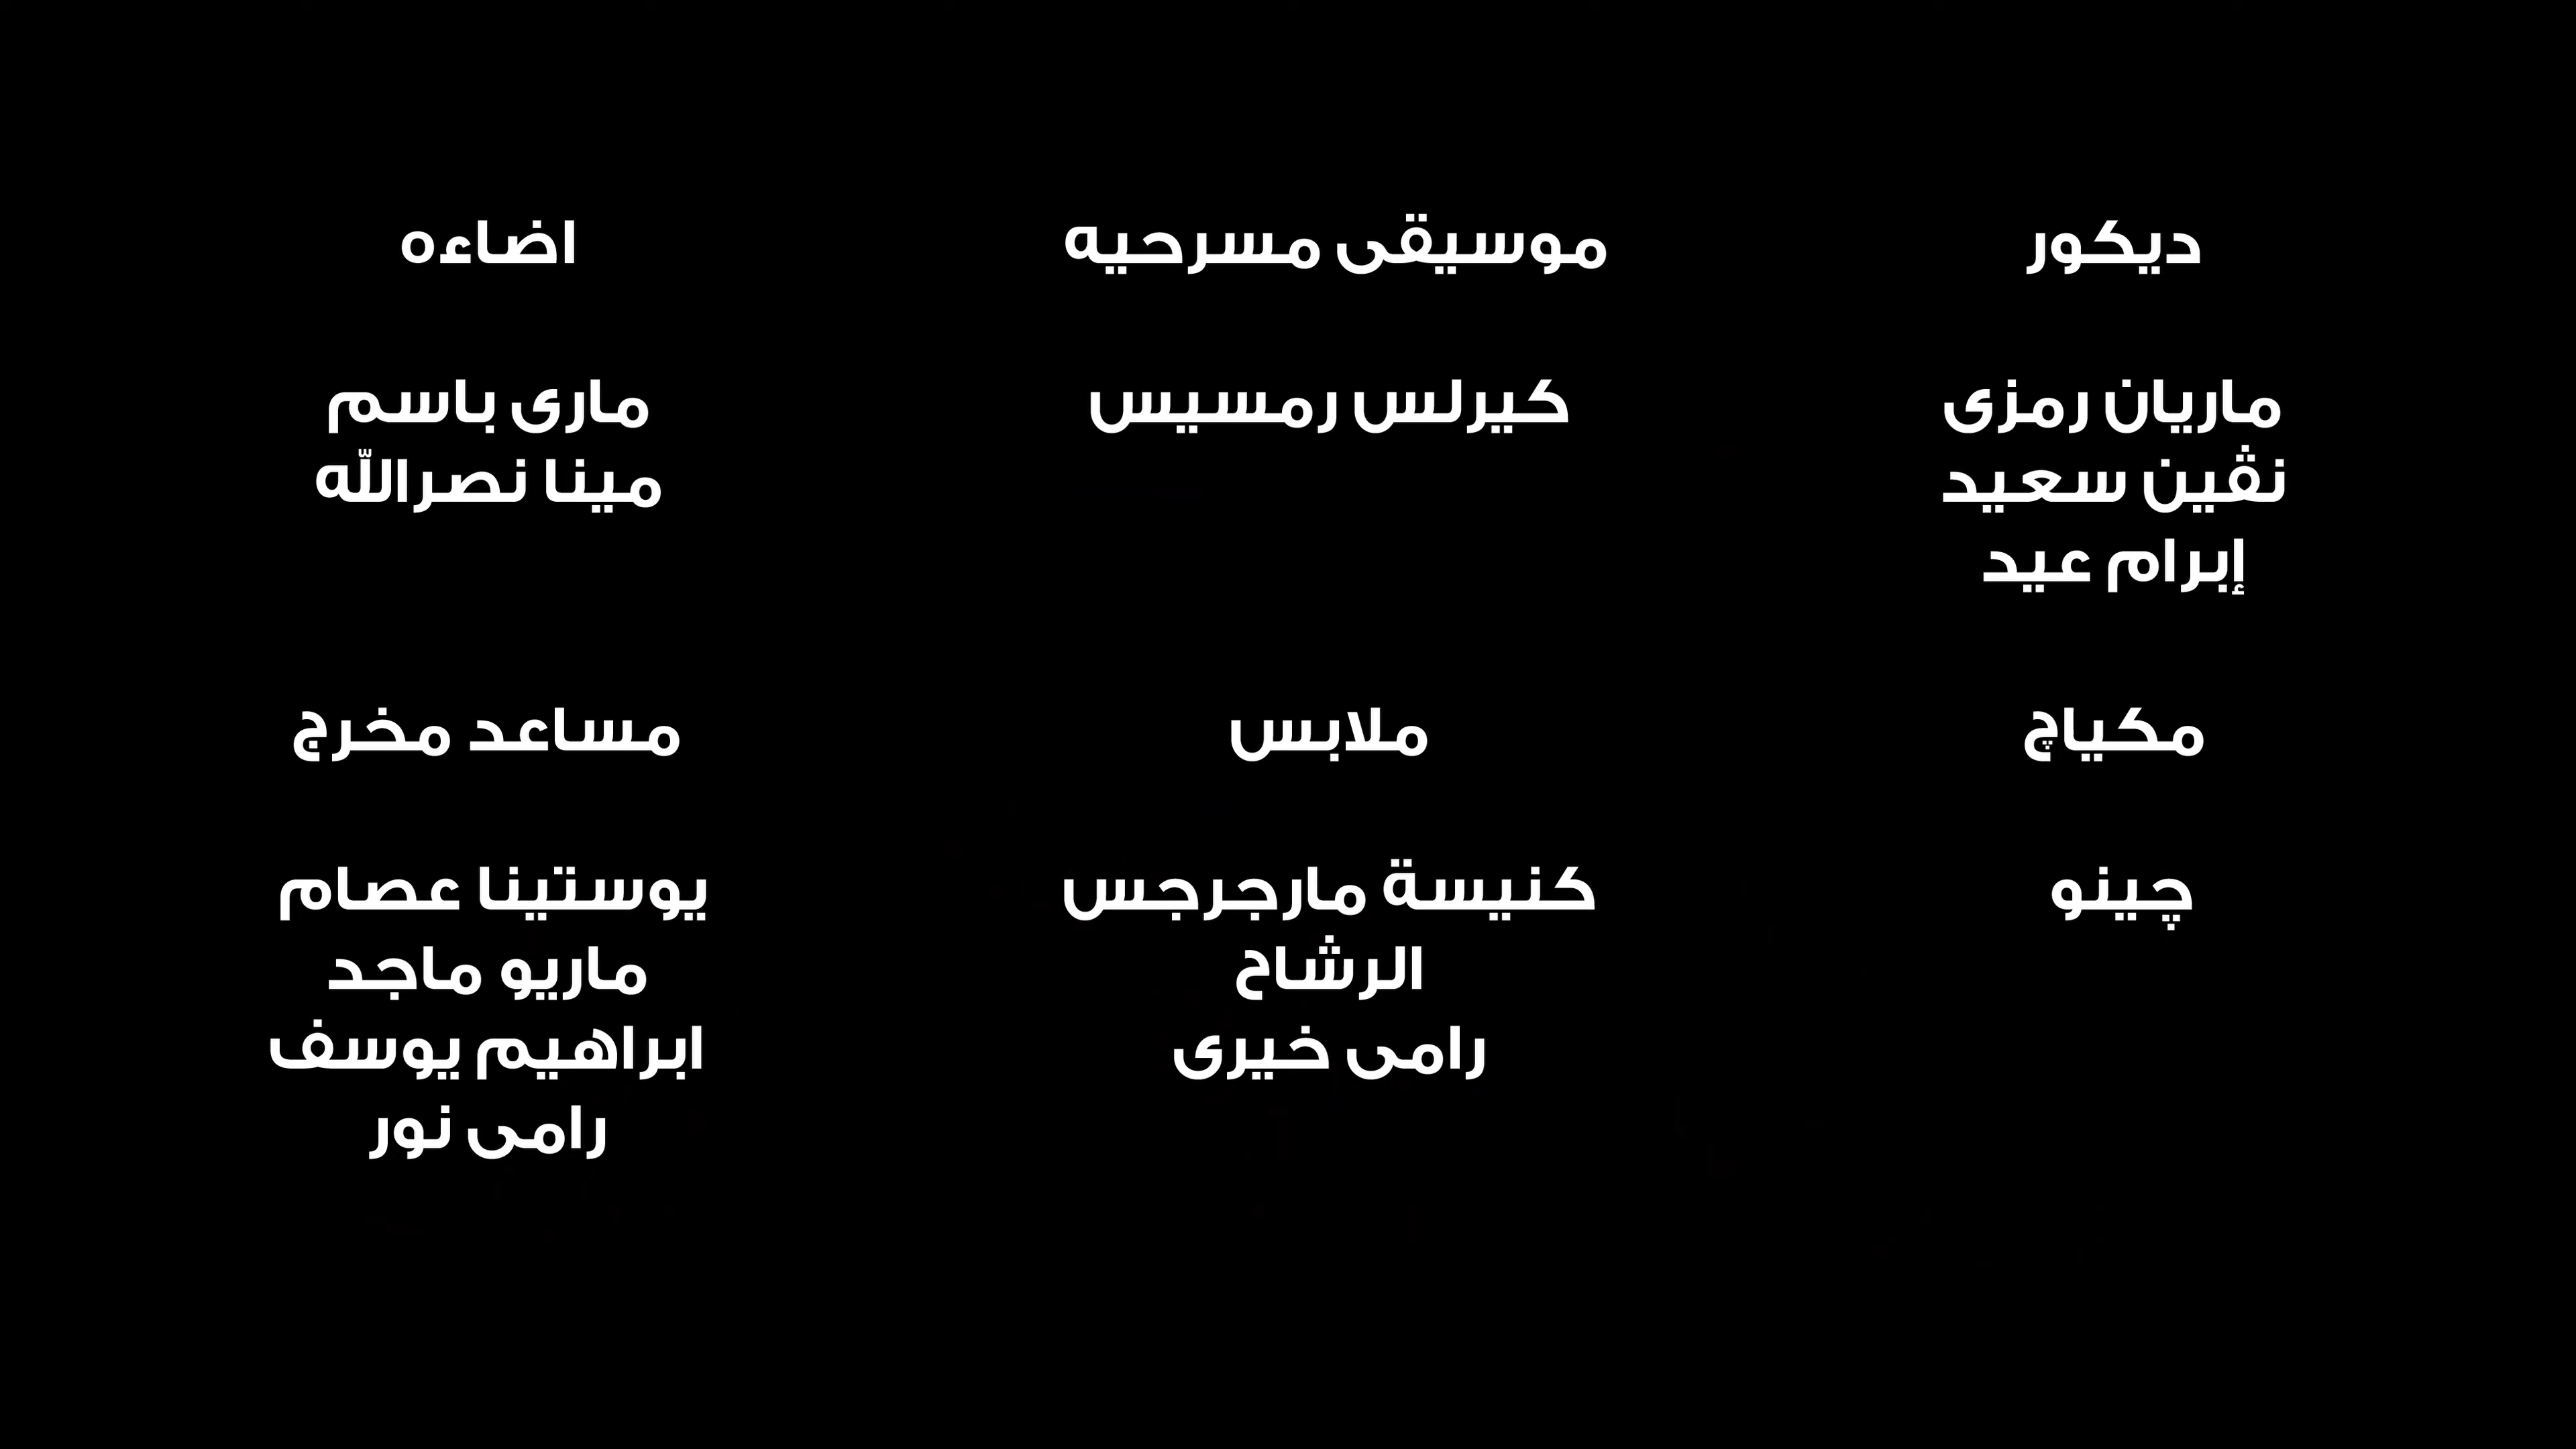 ديكور
ماريان رمزى
نڤين سعيد
إبرام عيد
موسيقى مسرحيه
كيرلس رمسيس
اضاءه
مارى باسم
مينا نصرالله
مكياچ
چينو
ملابس
كنيسة مارجرجس
الرشاح
رامى خيرى
مساعد مخرج
يوستينا عصام
ماريو ماجد
ابراهيم يوسف
رامى نور